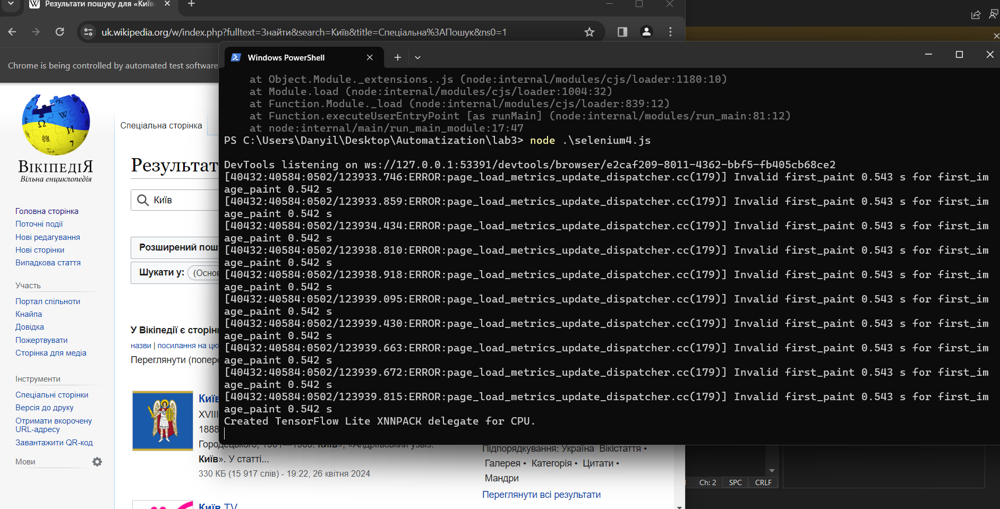 Результати пошуку для «Київ»
uk.wikipedia.org/w/index.php?fulltext=Знайти&search=Київ&title=Спеціальна%3AПошук&ns0=1
Chrome is being controlled by automated test software
ВІКІПЕДІЯ
Вільна енциклопедія
Головна сторінка
Поточні події
Нові редагування
Нові сторінки
Випадкова стаття
Участь
Портал спільноти
Кнайпа
Довідка
Пожертвувати
Сторінка для медіа
Інструменти
Спеціальні сторінки
Версія до друку
Отримати вкорочену
URL-адресу
Завантажити QR-код
Мови
Спеціальна сторінка
Результат
Київ
Розширений пош
Шукати у: (Основ
У Вікіпедії є сторін
назви | посилання на цю
Переглянути (попере
Київ
XVIII
1888
Київ». У статті...
330 КБ (15 917 слів) - 19:22, 26 квітня 2024
Київ TV
Підпорядкування: Україна Вікістаття •
Галерея • Категорія • Цитати •
Мандри
Переглянути всі результати
Windows PowerShell
at Object.Module._extensions..js (node:internal/modules/cjs/loader:1180:10)
at Module.load (node:internal/modules/cjs/loader:1004:32)
at Function.Module._load (node:internal/modules/cjs/loader:839:12)
at Function.executeUserEntryPoint [as runMain] (node:internal/modules/run_main:81:12)
at node:internal/main/run_main_module:17:47
PS C:\Users\Danyil\Desktop\Automatization\lab3> node .\selenium4.js
DevTools listening on ws://127.0.0.1:53391/devtools/browser/e2caf209-8011-4362-bbf5-fb405cb68ce2
[40432:40584:0502/123933.746:ERROR:page_load_metrics_update_dispatcher.cc(179)] Invalid first_paint 0.543 s for first_im
age_paint 0.542 s
[40432:40584:0502/123933.859:ERROR:page_load_metrics_update_dispatcher.cc(179)] Invalid first_paint 0.543 s for first_im
age_paint 0.542 s
[40432:40584:0502/123934.434:ERROR:page_load_metrics_update_dispatcher.cc(179)] Invalid first_paint 0.543 s for first_im
age_paint 0.542 s
[40432:40584:0502/123938.810:ERROR:page_load_metrics_update_dispatcher.cc(179)] Invalid first_paint 0.543 s for first_im
age_paint 0.542 s
[40432:40584:0502/123938.918:ERROR:page_load_metrics_update_dispatcher.cc(179)] Invalid first_paint 0.543 s for first_im
age_paint 0.542 s
[40432:40584:0502/123939.095:ERROR:page_load_metrics_update_dispatcher.cc(179)] Invalid first_paint 0.543 s for first_im
age_paint 0.542 s
[40432:40584:0502/123939.430:ERROR:page_load_metrics_update_dispatcher.cc(179)] Invalid first_paint 0.543 s for first_im
age_paint 0.542 s
[40432:40584:0502/123939.663:ERROR:page_load_metrics_update_dispatcher.cc(179)] Invalid first_paint 0.543 s for first_im
age_paint 0.542 s
[40432:40584:0502/123939.672:ERROR:page_load_metrics_update_dispatcher.cc(179)] Invalid first_paint 0.543 s for first_im
age_paint 0.542 s
[40432:40584:0502/123939.815:ERROR:page_load_metrics_update_dispatcher.cc(179)] Invalid first_paint 0.543 s for first_im
age_paint 0.542 s
Created TensorFlow Lite XNNPACK delegate for CPU.
Ch: 2 SPC CRLF